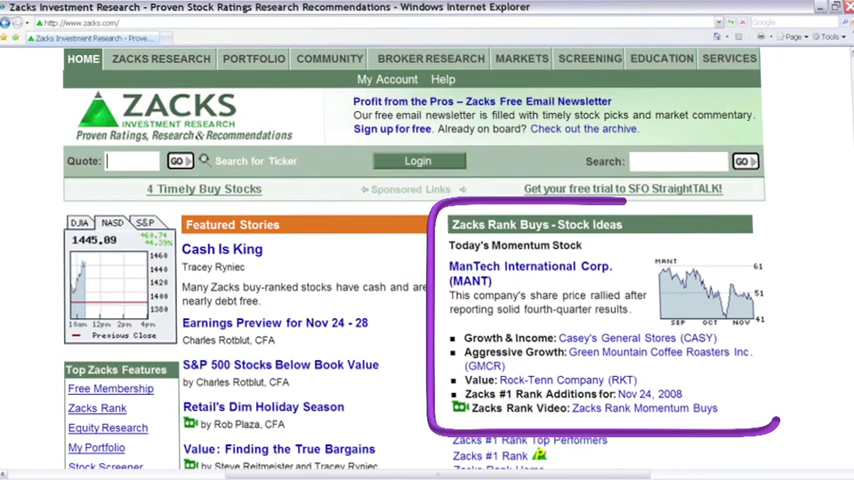 Zacks Investment Research - Proven Stock Ratings Research Recommendations - Windows Internet Explorer
http://www.zacks.com/
Google
Zacks Investment Research - Prove...
Page
Tools
HOME ZACKS RESEARCH PORTFOLIO COMMUNITY BROKER RESEARCH MARKETS SCREENING EDUCATION SERVICES
My Account Help
ZACKS
INVESTMENT RESEARCH
Proven Ratings, Research & Recommendations
Profit from the Pros – Zacks Free Email Newsletter
Our free email newsletter is filled with timely stock picks and market commentary.
Sign up for free. Already on board? Check out the archive.
Quote: GO Search for Ticker Login Search: GO
4 Timely Buy Stocks Sponsored Links Get your free trial to SFO StraightTALK!
DJIA NASD S&P
1445.09 +60.74
+4.39%
1460
1440
1420
1400
1380
10am 12pm 2pm 4pm
Previous Close
Top Zacks Features
Free Membership
Zacks Rank
Equity Research
My Portfolio
Stock Screener
Featured Stories
Cash Is King
Tracey Ryniec
Many Zacks buy-ranked stocks have cash and are
nearly debt free.
Earnings Preview for Nov 24 - 28
Charles Rotblut, CFA
S&P 500 Stocks Below Book Value
by Charles Rotblut, CFA
Retail's Dim Holiday Season
by Rob Plaza, CFA
Value: Finding the True Bargains
by Steve Reitmeister and Tracey Ryniec
Zacks Rank Buys - Stock Ideas
Today's Momentum Stock
ManTech International Corp.
(MANT)
This company's share price rallied after
reporting solid fourth-quarter results.
MANT
61
51
41
SEP OCT NOV
Growth & Income: Casey's General Stores (CASY)
Aggressive Growth: Green Mountain Coffee Roasters Inc.
(GMCR)
Value: Rock-Tenn Company (RKT)
Zacks #1 Rank Additions for: Nov 24, 2008
Zacks Rank Video: Zacks Rank Momentum Buys
Zacks #1 Rank Top Performers
Zacks #1 Rank
Zacks Rank Home